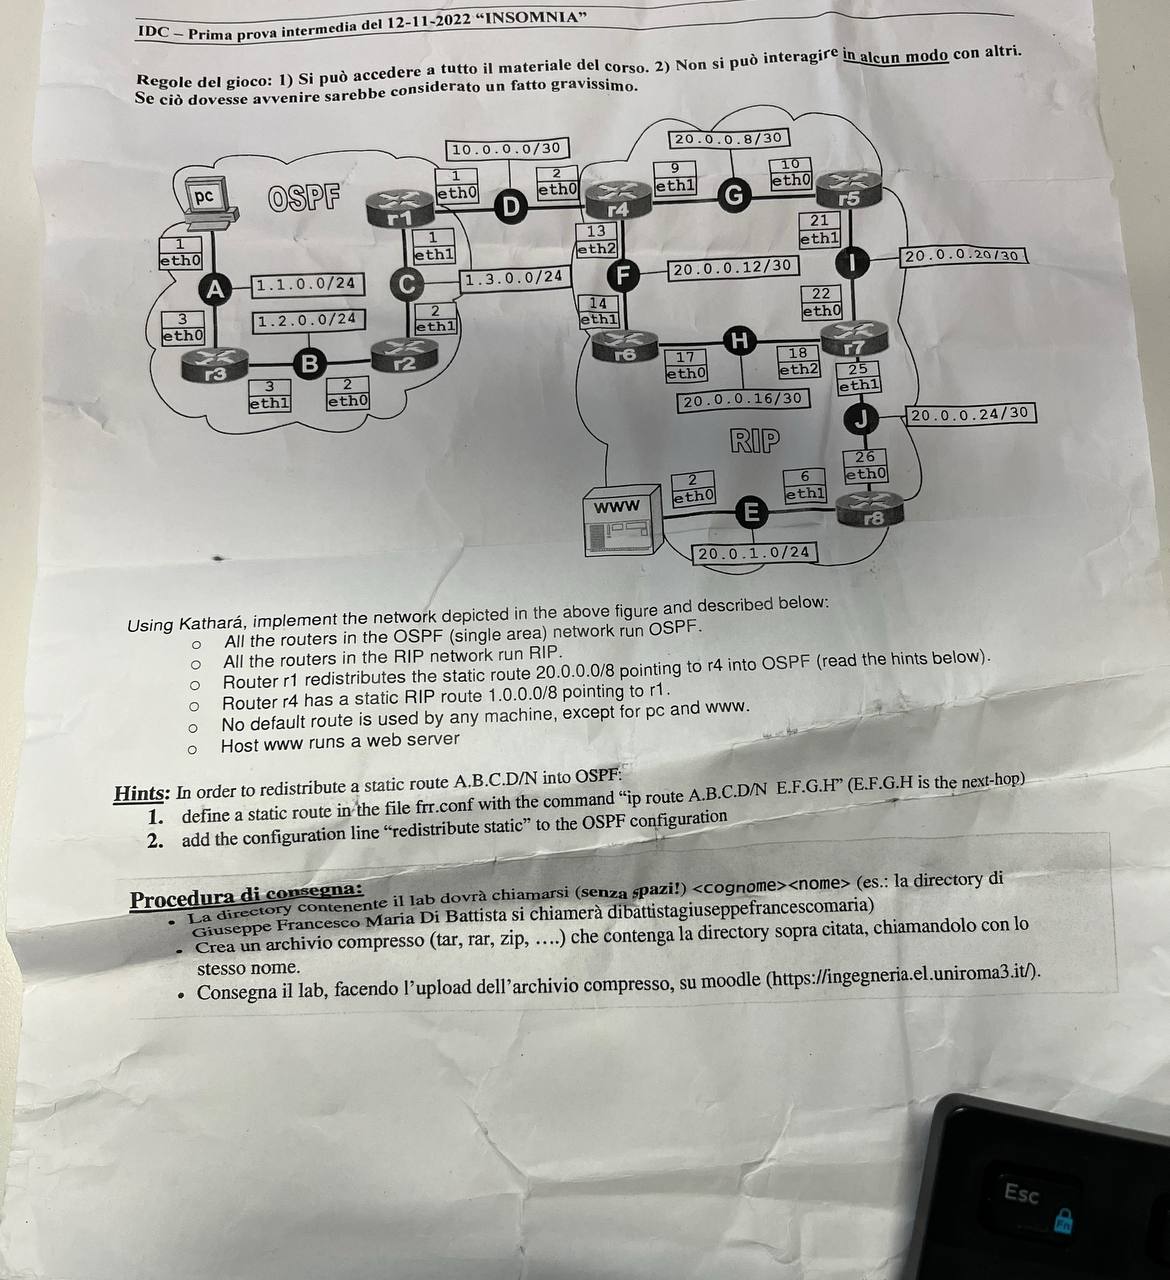 IDC – Prima prova intermedia del 12-11-2022 “INSOMNIA”
Regole del gioco: 1) Si può accedere a tutto il materiale del corso. 2) Non si può interagire in alcun modo con altri.
Se ciò dovesse avvenire sarebbe considerato un fatto gravissimo.
20.0.0.8/30
10.0.0.0/30
pc
OSPF
r1
1
eth0
D
2
eth0
r4
9
eth1
G
10
eth0
r5
1
eth0
1
eth1
13
eth2
21
eth1
A
1.1.0.0/24
C
1.3.0.0/24
F
20.0.0.12/30
I
20.0.0.20/30
3
eth0
1.2.0.0/24
2
eth1
14
eth1
22
eth0
r3
B
r2
r6
H
r7
3
eth1
2
eth0
17
eth0
18
eth2
25
eth1
20.0.0.16/30
J
20.0.0.24/30
RIP
26
eth0
www
2
eth0
E
6
eth1
r8
20.0.1.0/24
Using Kathará, implement the network depicted in the above figure and described below:
o All the routers in the OSPF (single area) network run OSPF.
o All the routers in the RIP network run RIP.
o Router r1 redistributes the static route 20.0.0.0/8 pointing to r4 into OSPF (read the hints below).
o Router r4 has a static RIP route 1.0.0.0/8 pointing to r1.
o No default route is used by any machine, except for pc and www.
o Host www runs a web server
Hints: In order to redistribute a static route A.B.C.D/N into OSPF:
1. define a static route in the file frr.conf with the command “ip route A.B.C.D/N E.F.G.H” (E.F.G.H is the next-hop)
2. add the configuration line “redistribute static” to the OSPF configuration
Procedura di consegna:
• La directory contenente il lab dovrà chiamarsi (senza spazi!) <cognome><nome> (es.: la directory di
Giuseppe Francesco Maria Di Battista si chiamerà dibattistagiuseppefrancescomaria)
• Crea un archivio compresso (tar, rar, zip, ….) che contenga la directory sopra citata, chiamandolo con lo
stesso nome.
• Consegna il lab, facendo l’upload dell’archivio compresso, su moodle (https://ingegneria.el.uniroma3.it/).
Esc
Fn